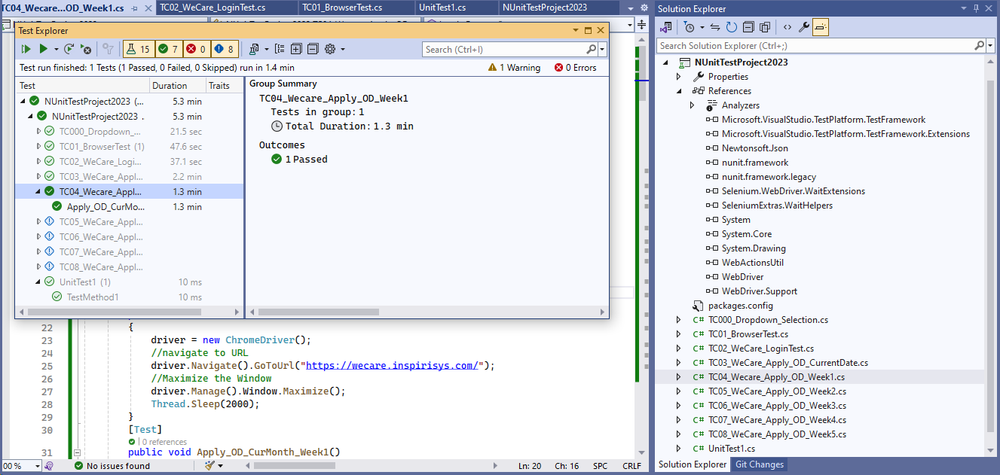 TC04_Wecare...OD_Week1.cs
TC02_WeCare_LoginTest.cs
TC01_BrowserTest.cs
UnitTest1.cs
NUnitTestProject2023
Test Explorer
15
7
0
8
Search (Ctrl+I)
Test run finished: 1 Tests (1 Passed, 0 Failed, 0 Skipped) run in 1.4 min
1 Warning
0 Errors
Test Duration Traits
NUnitTestProject2023 (... 5.3 min
NUnitTestProject2023 . 5.3 min
TC000_Dropdown_... 21.5 sec
TC01_BrowserTest (1) 47.6 sec
TC02_WeCare_Logi... 37.1 sec
TC03_WeCare_Appl... 2.2 min
TC04_Wecare_Appl... 1.3 min
Apply_OD_CurMo... 1.3 min
TC05_WeCare_Appl...
TC06_WeCare_Appl...
TC07_WeCare_Appl...
TC08_WeCare_Appl...
UnitTest1 (1) 10 ms
TestMethod1 10 ms
Group Summary
TC04_Wecare_Apply_OD_Week1
Tests in group: 1
Total Duration: 1.3 min
Outcomes
1 Passed
22 {
23 driver = new ChromeDriver();
24 //navigate to URL
25 driver.Navigate().GoToUrl("https://wecare.inspirisys.com/");
26 //Maximize the Window
27 driver.Manage().Window.Maximize();
28 Thread.Sleep(2000);
29 }
30 [Test]
0 references
31 public void Apply_OD_CurMonth_Week1()
00 %
No issues found
Ln: 20 Ch: 16 SPC CRLF
Solution Explorer
Search Solution Explorer (Ctrl+;)
NUnitTestProject2023
Properties
References
Analyzers
Microsoft.VisualStudio.TestPlatform.TestFramework
Microsoft.VisualStudio.TestPlatform.TestFramework.Extensions
Newtonsoft.Json
nunit.framework
nunit.framework.legacy
Selenium.WebDriver.WaitExtensions
SeleniumExtras.WaitHelpers
System
System.Core
System.Drawing
WebActionsUtil
WebDriver
WebDriver.Support
packages.config
C# TC000_Dropdown_Selection.cs
C# TC01_BrowserTest.cs
C# TC02_WeCare_LoginTest.cs
C# TC03_WeCare_Apply_OD_CurrentDate.cs
C# TC04_Wecare_Apply_OD_Week1.cs
C# TC05_WeCare_Apply_OD_Week2.cs
C# TC06_WeCare_Apply_OD_Week3.cs
C# TC07_WeCare_Apply_OD_Week4.cs
C# TC08_WeCare_Apply_OD_Week5.cs
C# UnitTest1.cs
Solution Explorer
Git Changes